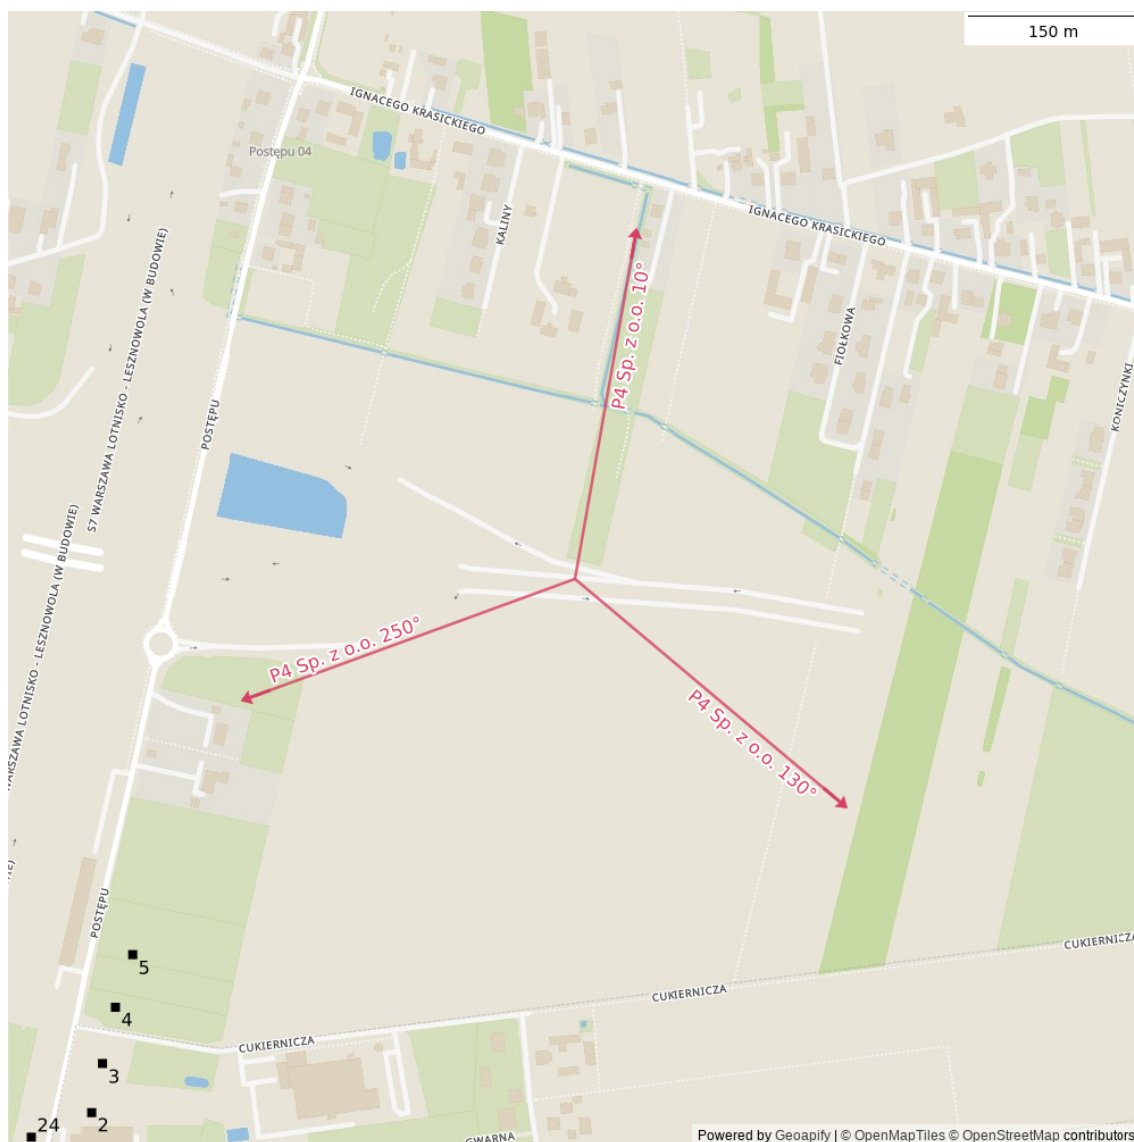 150 m
IGNACEGO KRASICKIEGO
Postępu 04
KALINY
IGNACEGO KRASICKIEGO
S7 WARSZAWA LOTNISKO - LESZNOWOLA (W BUDOWIE)
P4 Sp. z o.o. 10°
FIOŁKOWA
KONICZYNKI
POSTĘPU
WARSZAWA LOTNISKO - LESZNOWOLA (W BUDOWIE)
P4 Sp. z o.o. 250°
P4 Sp. z o.o. 130°
POSTĘPU
CUKIERNICZA
5
CUKIERNICZA
4
CUKIERNICZA
3
2
24
GWARNA
Powered by Geoapify | © OpenMapTiles © OpenStreetMap contributors